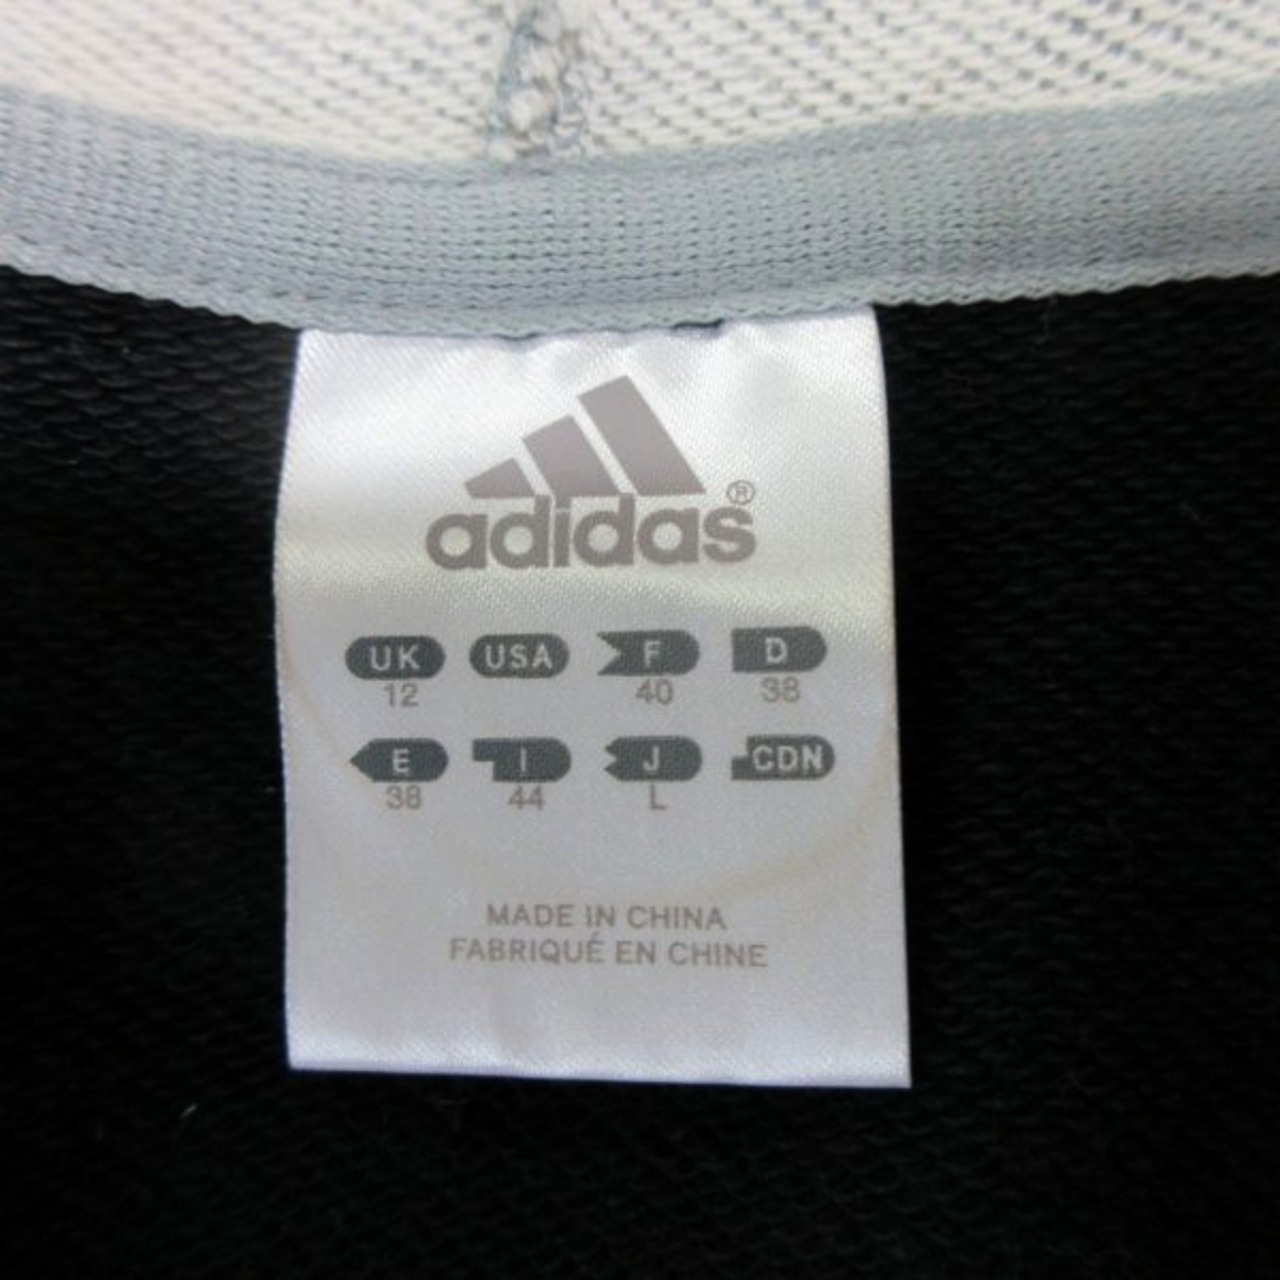 adidas®
UK USA F D
12 40 38
E I J CDN
38 44 L
MADE IN CHINA
FABRIQUÉ EN CHINE